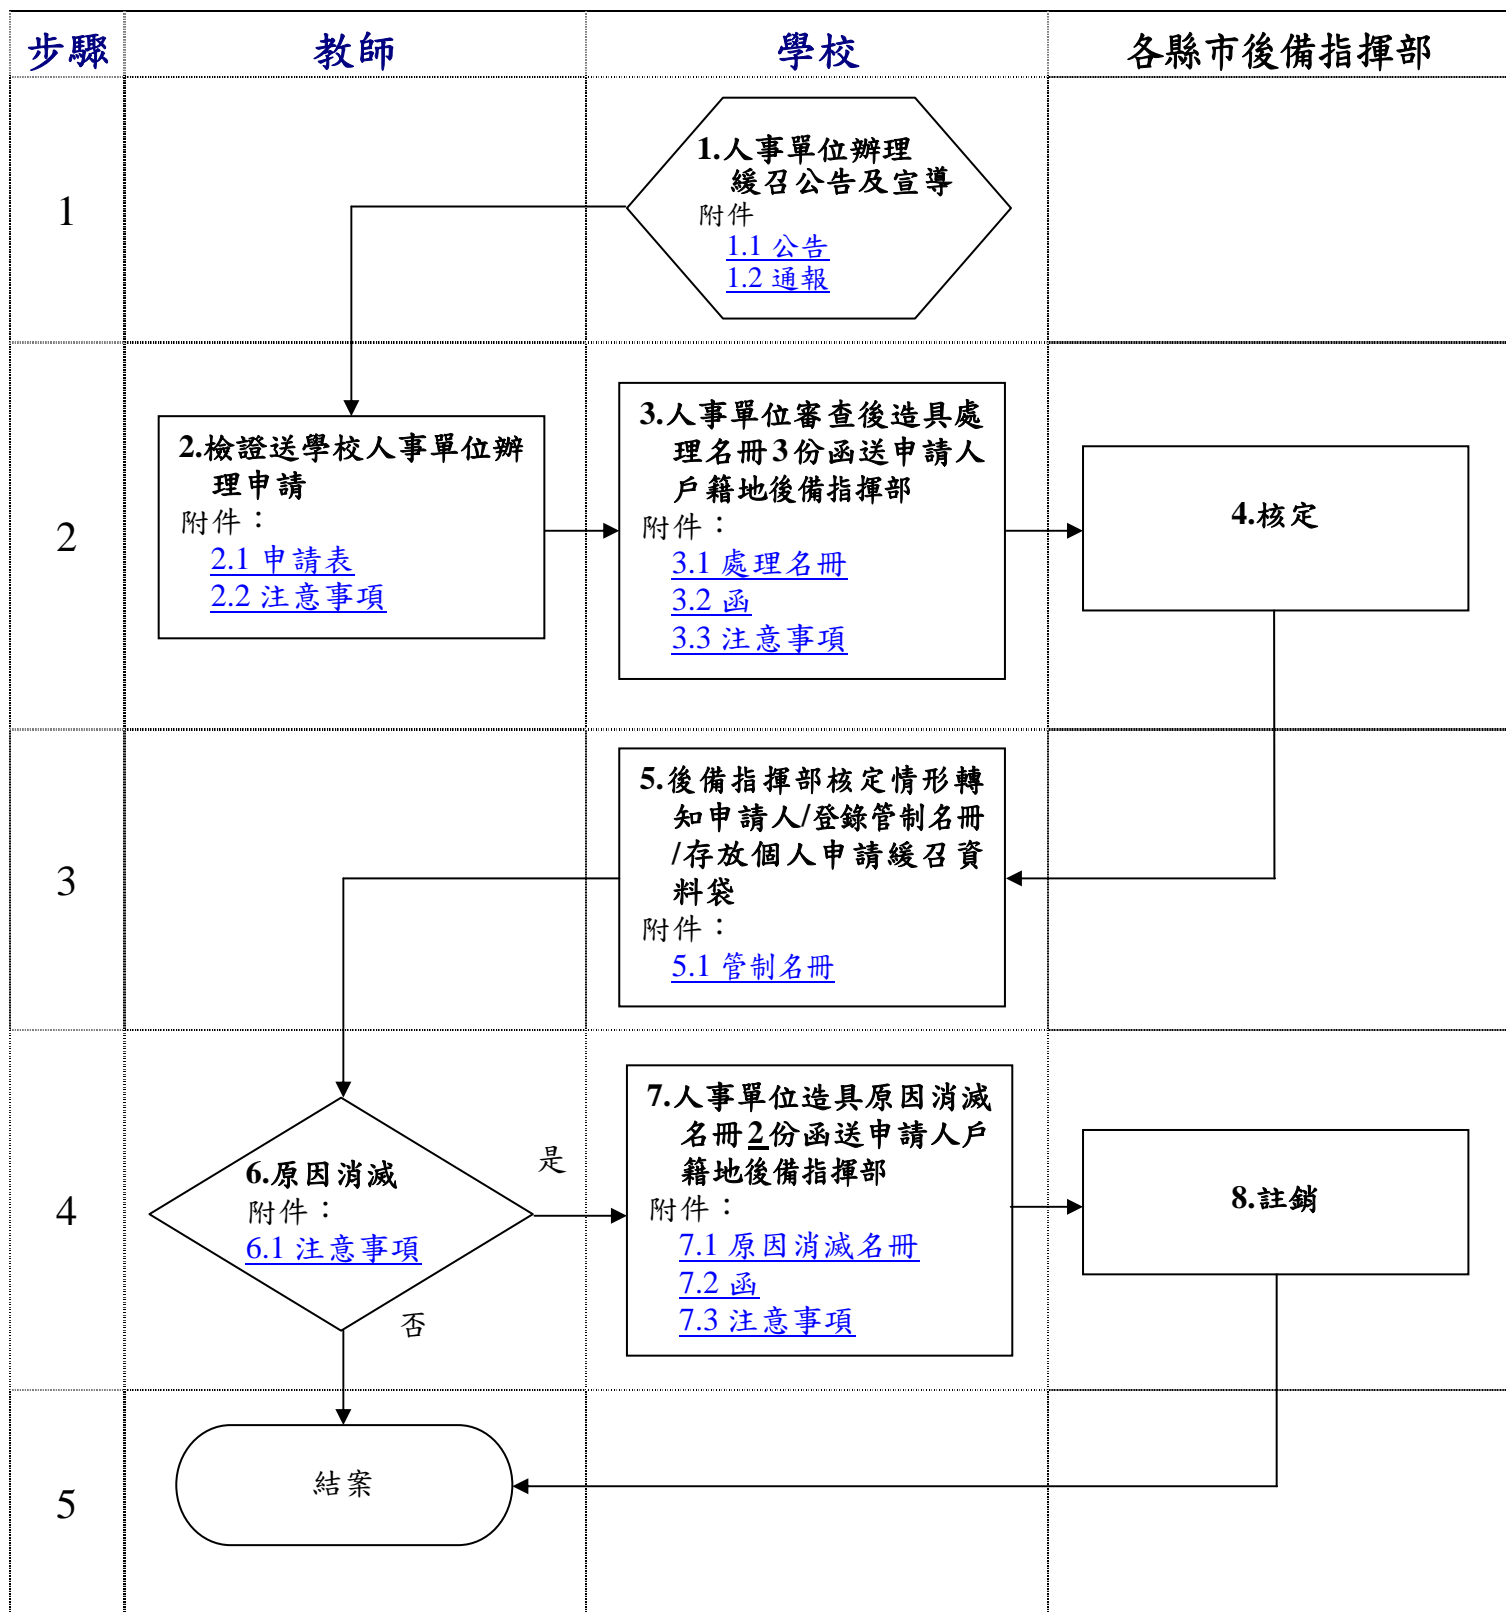 步驟
教師
學校
各縣市後備指揮部
1
1.人事單位辦理
緩召公告及宣導
附件
1.1 公告
1.2 通報
2
2.檢證送學校人事單位辦
理申請
附件：
2.1 申請表
2.2 注意事項
3.人事單位審查後造具處
理名冊3份函送申請人
戶籍地後備指揮部
附件：
3.1 處理名冊
3.2 函
3.3 注意事項
4.核定
3
5.後備指揮部核定情形轉
知申請人/登錄管制名冊
/存放個人申請緩召資
料袋
附件：
5.1 管制名冊
4
6.原因消滅
附件：
6.1 注意事項
是
否
7.人事單位造具原因消滅
名冊2份函送申請人戶
籍地後備指揮部
附件：
7.1 原因消滅名冊
7.2 函
7.3 注意事項
8.註銷
5
結案